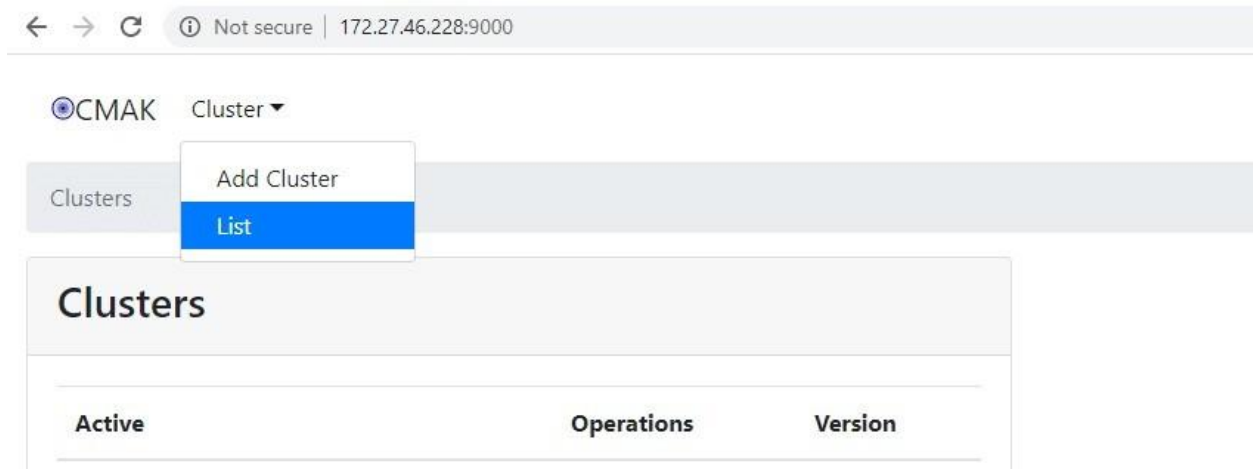 Not secure | 172.27.46.228:9000
CMAK Cluster
Add Cluster
Clusters
List
Clusters
Active Operations Version